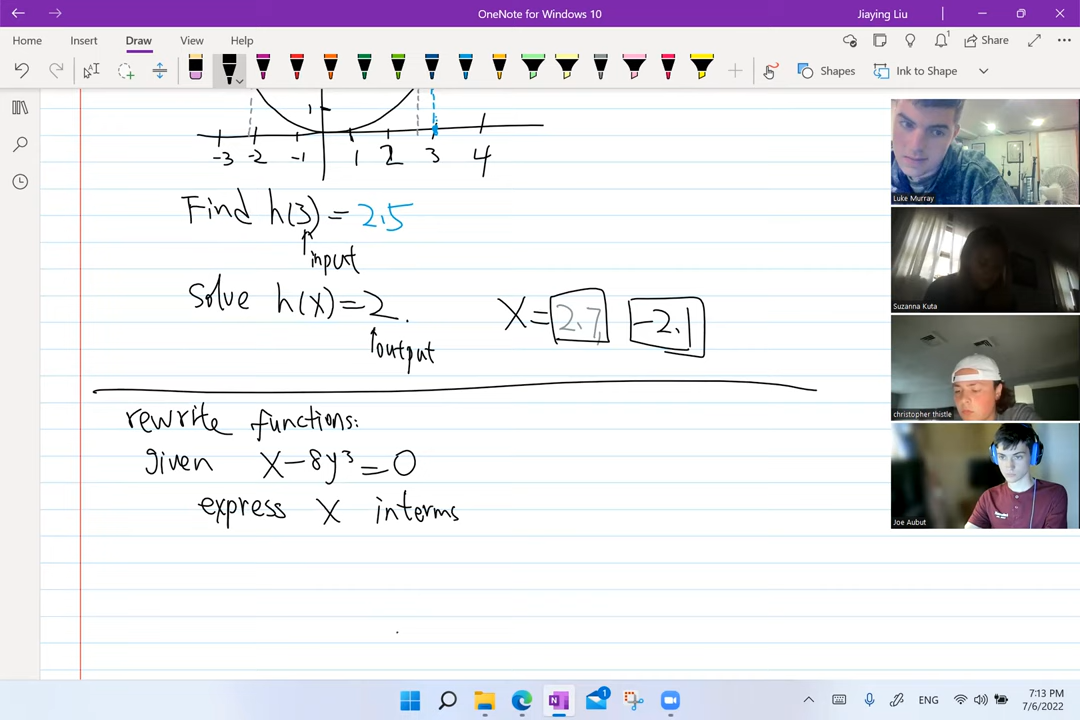 OneNote for Windows 10
Jiaying Liu
Home Insert Draw View Help
Share
Shapes
Ink to Shape
1
-3 -2 -1 1 2 3 4
Find h(3) = 2.5
input
Solve h(x) = 2.
output
X = 2.7 -2.1
rewrite functions:
given x - 8y³ = 0
express x interms
Luke Murray
Suzanna Kuta
christopher thistle
Joe Aubut
1
ENG
7:13 PM
7/6/2022